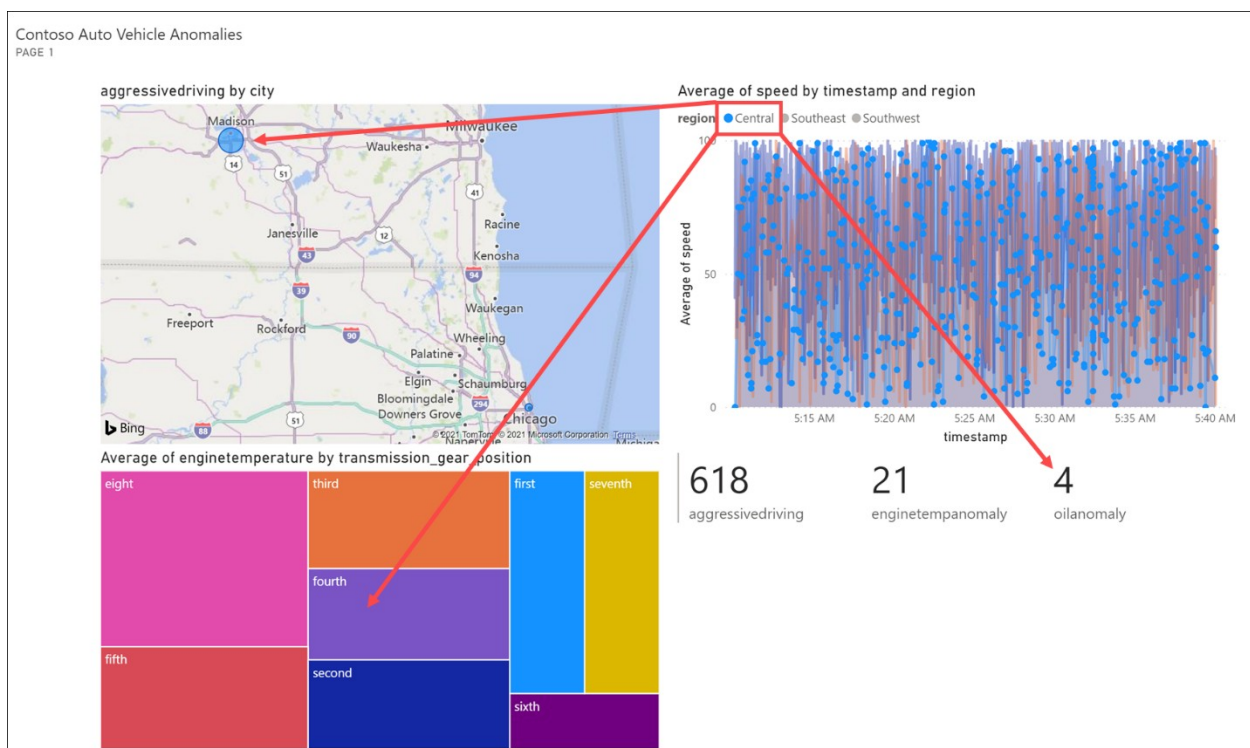 Contoso Auto Vehicle Anomalies
PAGE 1
aggressivedriving by city
Madison
Milwaukee
Waukesha
14
51
41
Racine
Janesville
12
Kenosha
43
94
39
Waukegan
Freeport
Rockford
90
Wheeling
Palatine
Elgin
Schaumburg
Bloomingdale
294
Downers Grove
Chicago
51
88
Bing
© 2021 TomTom, © 2021 Microsoft Corporation Terms
Average of speed by timestamp and region
region Central Southeast Southwest
100
50
0
Average of speed
5:15 AM 5:20 AM 5:25 AM 5:30 AM 5:35 AM 5:40 AM
timestamp
Average of enginetemperature by transmission_gear_position
eight
third
first
seventh
fourth
fifth
second
sixth
618 21 4
aggressivedriving enginetempanomaly oilanomaly